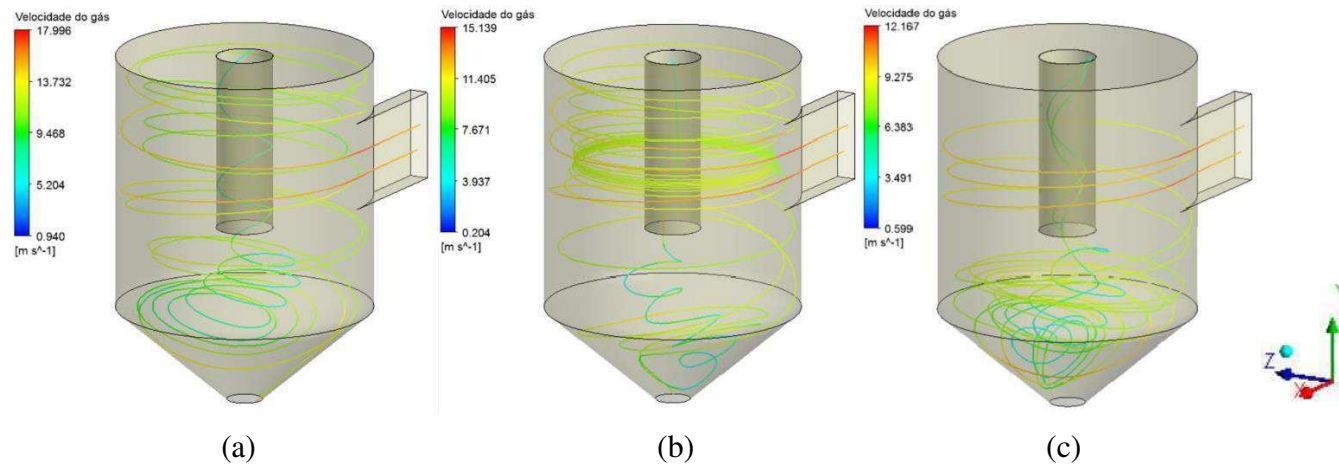 Velocidade do gás
17.996
13.732
9.468
5.204
0.940
[m s^-1]
Velocidade do gás
15.139
11.405
7.671
3.937
0.204
[m s^-1]
Velocidade do gás
12.167
9.275
6.383
3.491
0.599
[m s^-1]
Y
Z
X
(a)
(b)
(c)